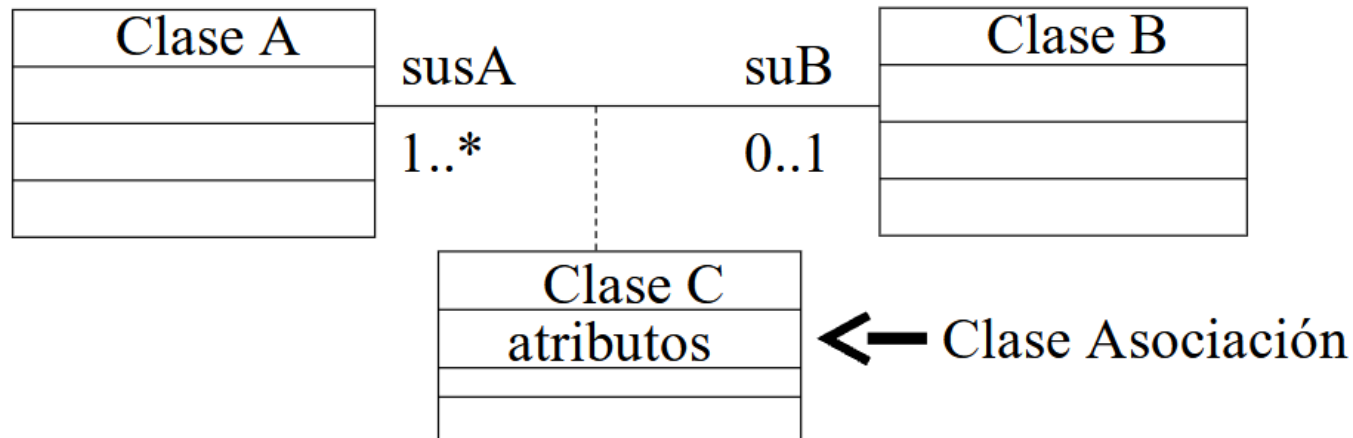 Clase A
Clase B
susA
suB
1..*
0..1
Clase C
atributos
Clase Asociación